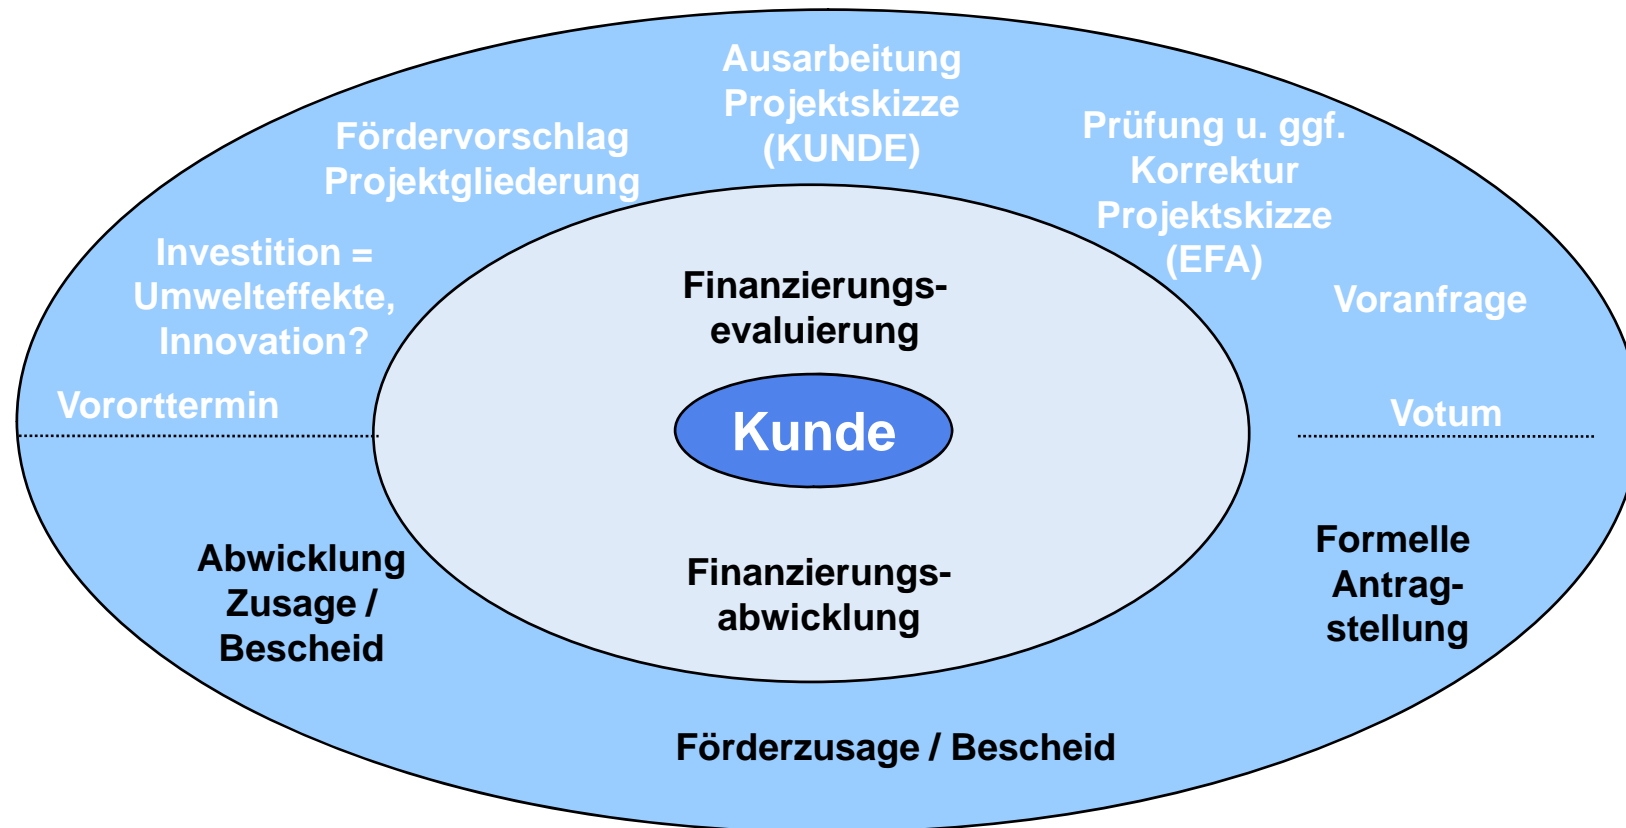 Ausarbeitung
Projektskizze
(KUNDE)
Fördervorschlag
Projektgliederung
Prüfung u. ggf.
Korrektur
Projektskizze
(EFA)
Investition =
Umwelteffekte,
Innovation?
Finanzierungs-
evaluierung
Voranfrage
Vororttermin
Kunde
Votum
Abwicklung
Zusage /
Bescheid
Finanzierungs-
abwicklung
Formelle
Antrag-
stellung
Förderzusage / Bescheid